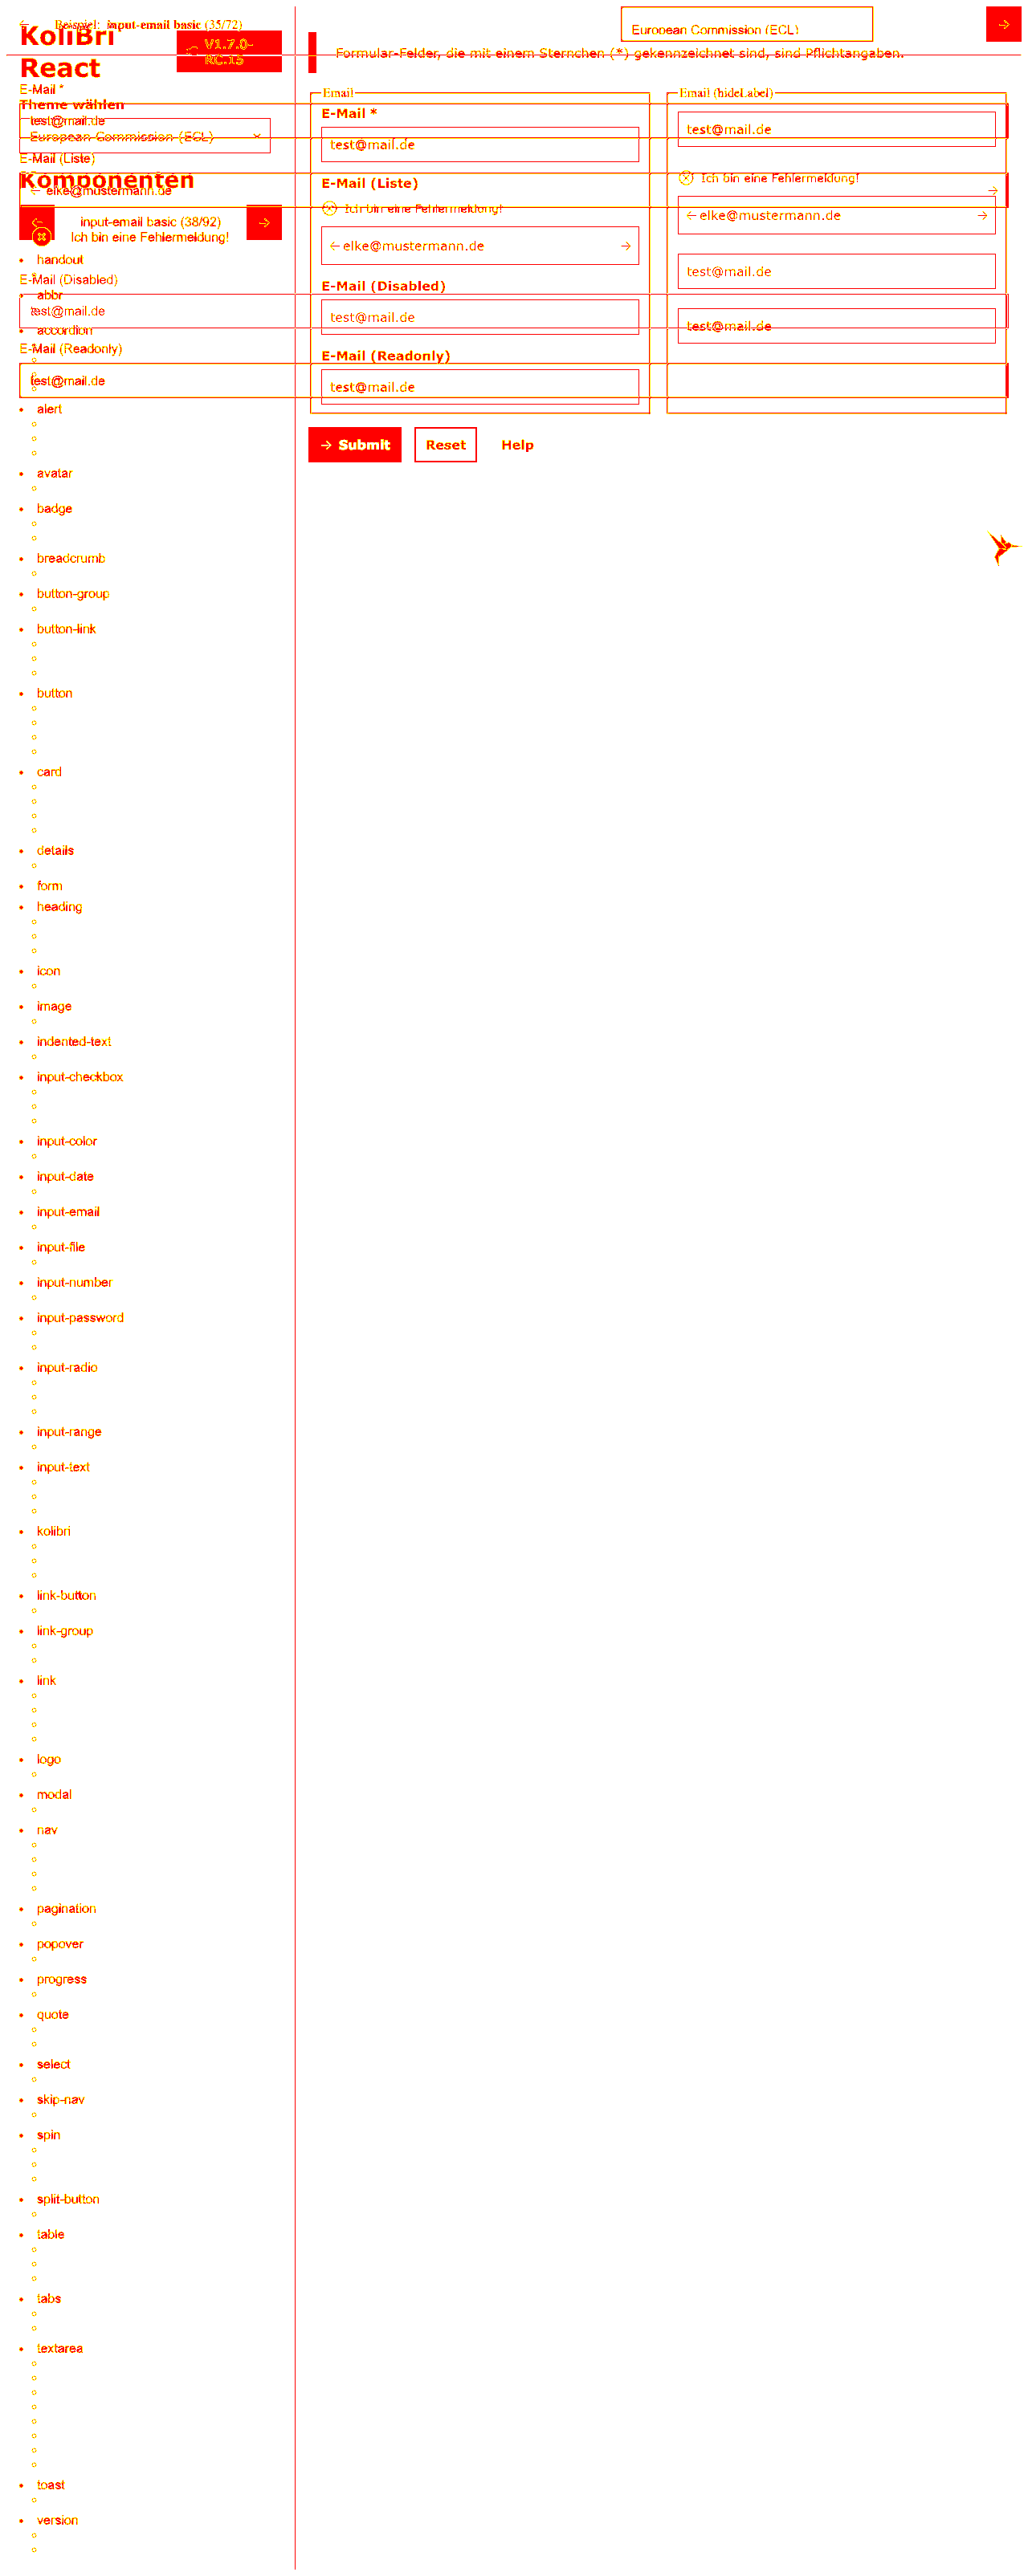 ← Beispiel: input-email basic (35/72)
European Commission (ECL)
→
KoliBri
React
V1.7.0-
RC.15
Formular-Felder, die mit einem Sternchen (*) gekennzeichnet sind, sind Pflichtangaben.
E-Mail *
Theme wählen
test@mail.de
European Commission (ECL)
E-Mail (Liste)
Komponenten
← elke@mustermann.de
→
← input-email basic (38/92) →
Ich bin eine Fehlermeldung!
handout
E-Mail (Disabled)
abbr
test@mail.de
accordion
E-Mail (Readonly)
test@mail.de
alert
avatar
badge
breadcrumb
button-group
button-link
button
card
details
form
heading
icon
image
indented-text
input-checkbox
input-color
input-date
input-email
input-file
input-number
input-password
input-radio
input-range
input-text
kolibri
link-button
link-group
link
logo
modal
nav
pagination
popover
progress
quote
select
skip-nav
spin
split-button
table
tabs
textarea
toast
version
Email
E-Mail *
test@mail.de
E-Mail (Liste)
Ich bin eine Fehlermeldung!
← elke@mustermann.de →
E-Mail (Disabled)
test@mail.de
E-Mail (Readonly)
test@mail.de
Email (hideLabel)
test@mail.de
Ich bin eine Fehlermeldung!
← elke@mustermann.de →
test@mail.de
test@mail.de
→ Submit
Reset
Help